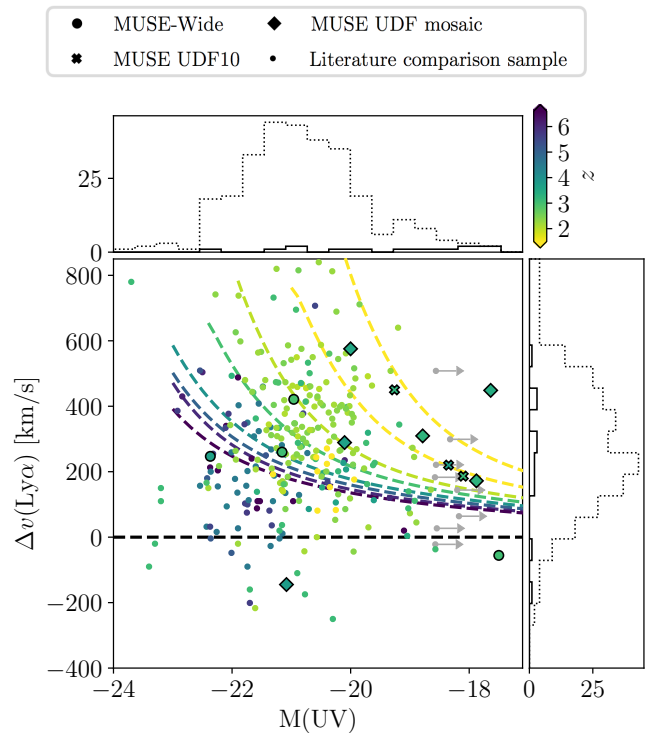 MUSE-Wide
MUSE UDF mosaic
MUSE UDF10
Literature comparison sample
25
0
6
5
4
3
2
z
800
600
400
200
0
−200
−400
Δv(Lyα) [km/s]
−24
−22
−20
−18
M(UV)
0
25